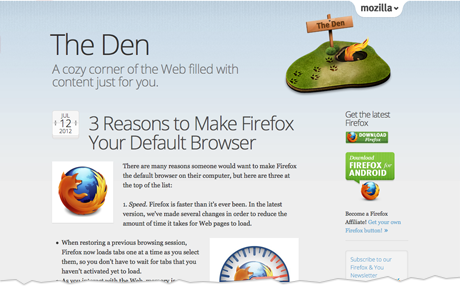 mozilla
The Den
The Den
A cozy corner of the Web filled with
content just for you.
JUL
12
2012
3 Reasons to Make Firefox
Your Default Browser
There are many reasons someone would want to make Firefox
the default browser on their computer, but here are three at
the top of the list:
1. Speed. Firefox is faster than it's ever been. In the latest
version, we've made several changes in order to reduce the
amount of time it takes for Web pages to load.
When restoring a previous browsing session,
Firefox now loads tabs one at a time as you select
them, so you don't have to wait for tabs that you
haven't activated yet to load.
Get the latest
Firefox
DOWNLOAD
Download
FIREFOX FOR
ANDROID
Become a Firefox
Affiliate! Get your own
Firefox button! »
Subscribe to our
Firefox & You
Newsletter